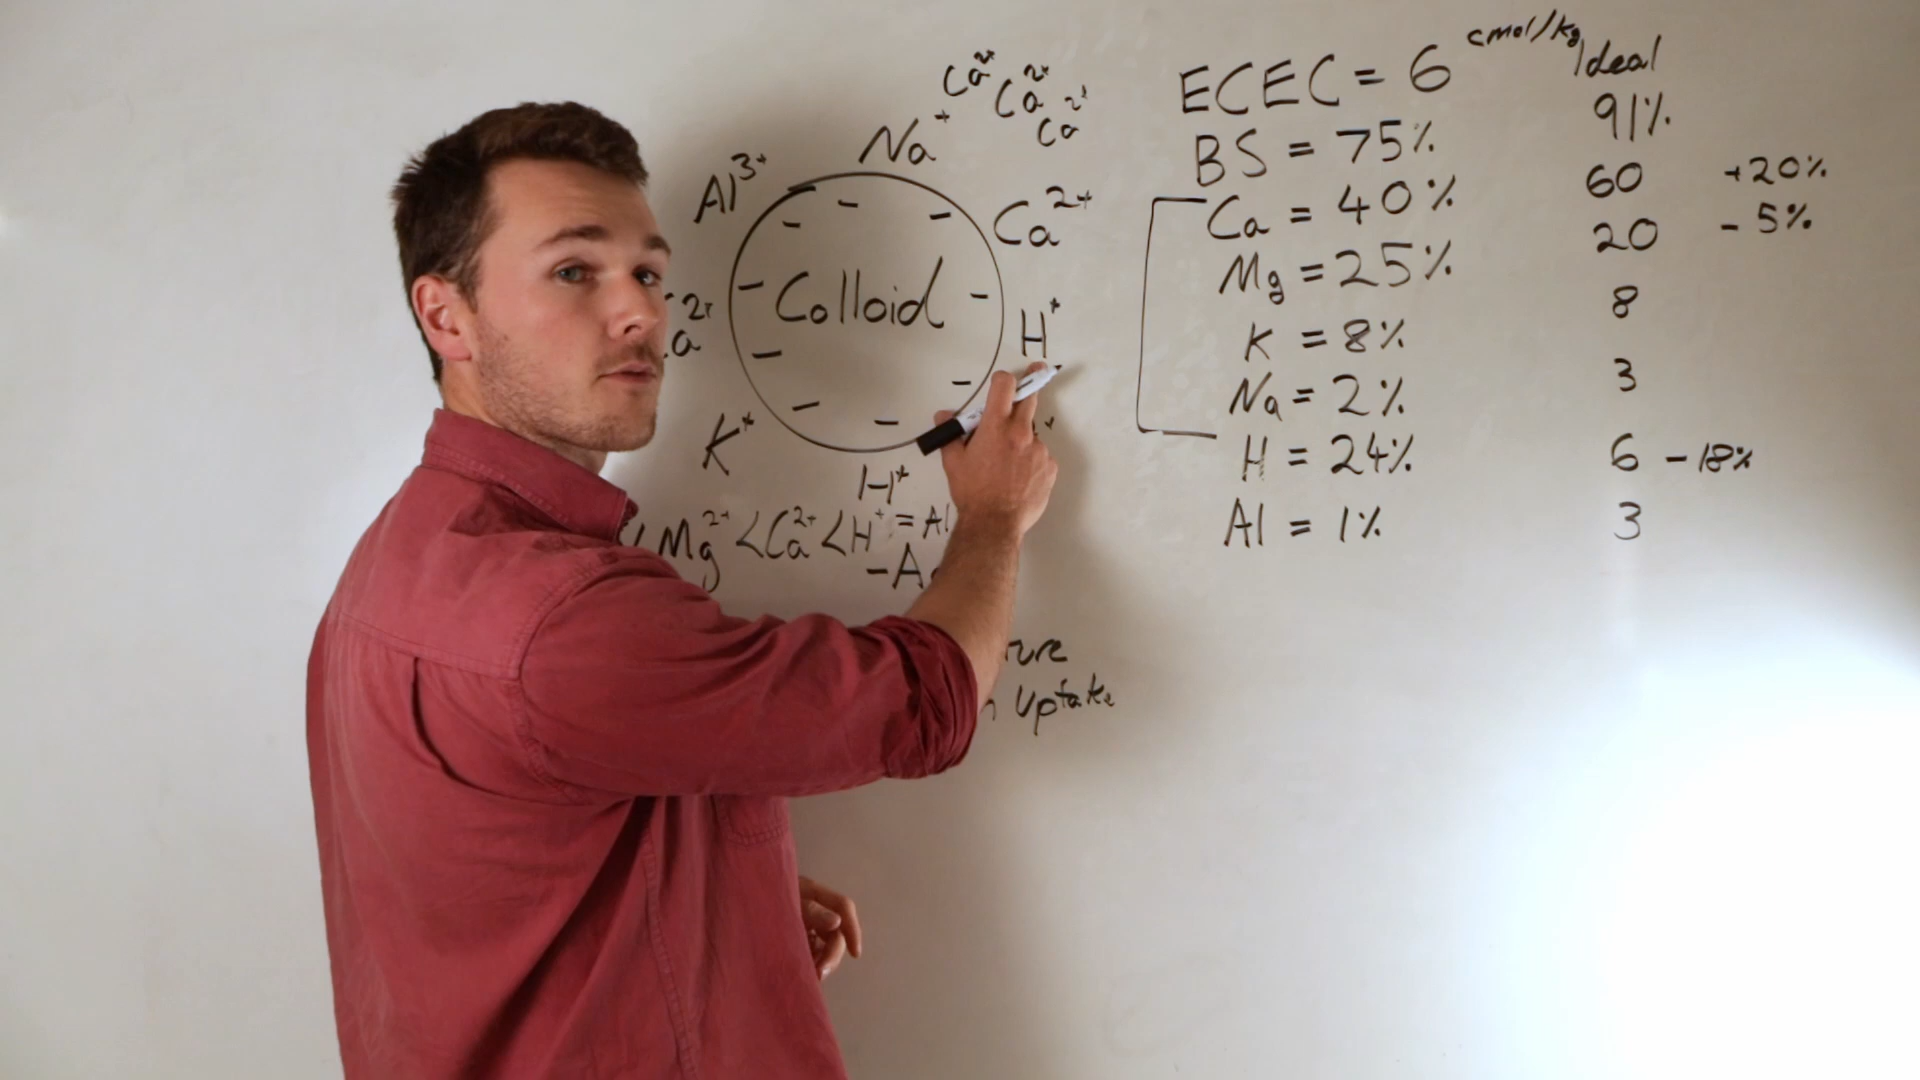 Ca²⁺ Ca²⁺ Ca²⁺
Na⁺
Al³⁺
Ca²⁺
Colloid
H⁺
K⁺
H⁺
Mg²⁺ < Ca²⁺ < H⁺ = Al
Uptake
ECEC = 6 cmol/kg Ideal
BS = 75% 91%
Ca = 40% 60 +20%
Mg = 25% 20 - 5%
K = 8% 8
Na = 2% 3
H = 24% 6 - 18%
Al = 1% 3